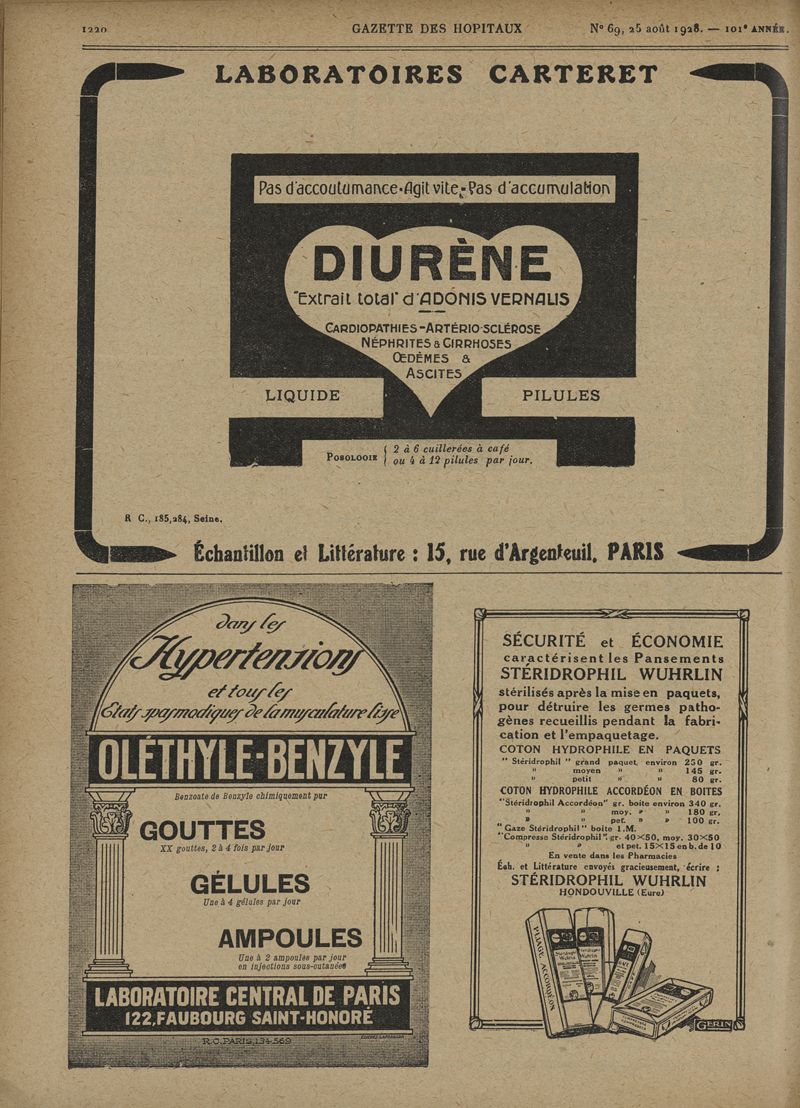 1220
GAZETTE DES HOPITAUX
N° 69, 25 août 1928. — 101e ANNÉE.
LABORATOIRES CARTERET
Pas d'accoutumance•Agit vite•Pas d'accumulation
DIURÈNE
"Extrait total" d'ADONIS VERNALIS
CARDIOPATHIES-ARTÉRIO-SCLÉROSE
NÉPHRITES & CIRRHOSES
ŒDÈMES &
ASCITES
LIQUIDE
PILULES
POSOLOGIE
2 à 6 cuillerées à café
ou 4 à 12 pilules par jour.
R C., 185,284, Seine.
Échantillon et Littérature : 15, rue d'Argenteuil, PARIS
dans les
Hypertensions
et tous les
États spasmodiques de la musculature lisse
OLÉTHYLE-BENZYLE
Benzoate de Benzyle chimiquement pur
GOUTTES
XX gouttes, 2 à 4 fois par jour
GÉLULES
Une à 4 gélules par jour
AMPOULES
Une à 2 ampoules par jour
en injections sous-cutanées
LABORATOIRE CENTRAL DE PARIS
122, FAUBOURG SAINT-HONORÉ
R.C. PARIS, 134-569
SÉCURITÉ et ÉCONOMIE
caractérisent les Pansements
STÉRIDROPHIL WUHRLIN
stérilisés après la mise en paquets,
pour détruire les germes patho-
gènes recueillis pendant la fabri-
cation et l'empaquetage.
COTON HYDROPHILE EN PAQUETS
" Stéridrophil " grand paquet environ 250 gr.
" moyen " " 145 gr.
" petit " " 80 gr.
COTON HYDROPHILE ACCORDÉON EN BOITES
"Stéridrophil Accordéon" gr. boite environ 340 gr.
" " moy. " " 180 gr.
" " pet. " " 100 gr.
" Gaze Stéridrophil " boite 1.M.
"Compresse Stéridrophil", gr. 40×50, moy. 30×50
" " et pet. 15×15 en b. de 10
En vente dans les Pharmacies
Éch. et Littérature envoyés gracieusement, écrire :
STÉRIDROPHIL WUHRLIN
HONDOUVILLE (Eure)
PLIAGE ACCORDÉON
GERIN